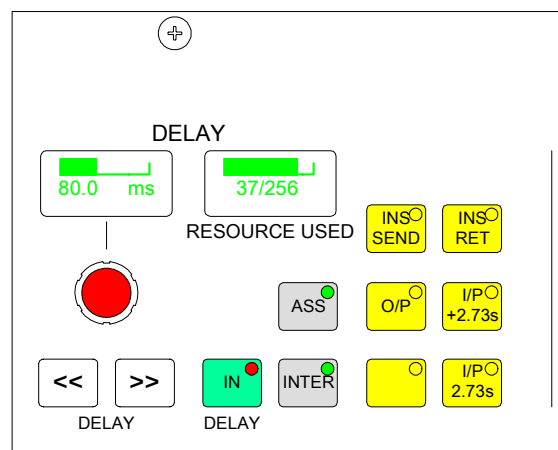 DELAY
80.0 ms
37/256
RESOURCE USED
INS
SEND
INS
RET
ASS
O/P
I/P
+2.73s
<<
>>
IN
INTER
I/P
2.73s
DELAY
DELAY